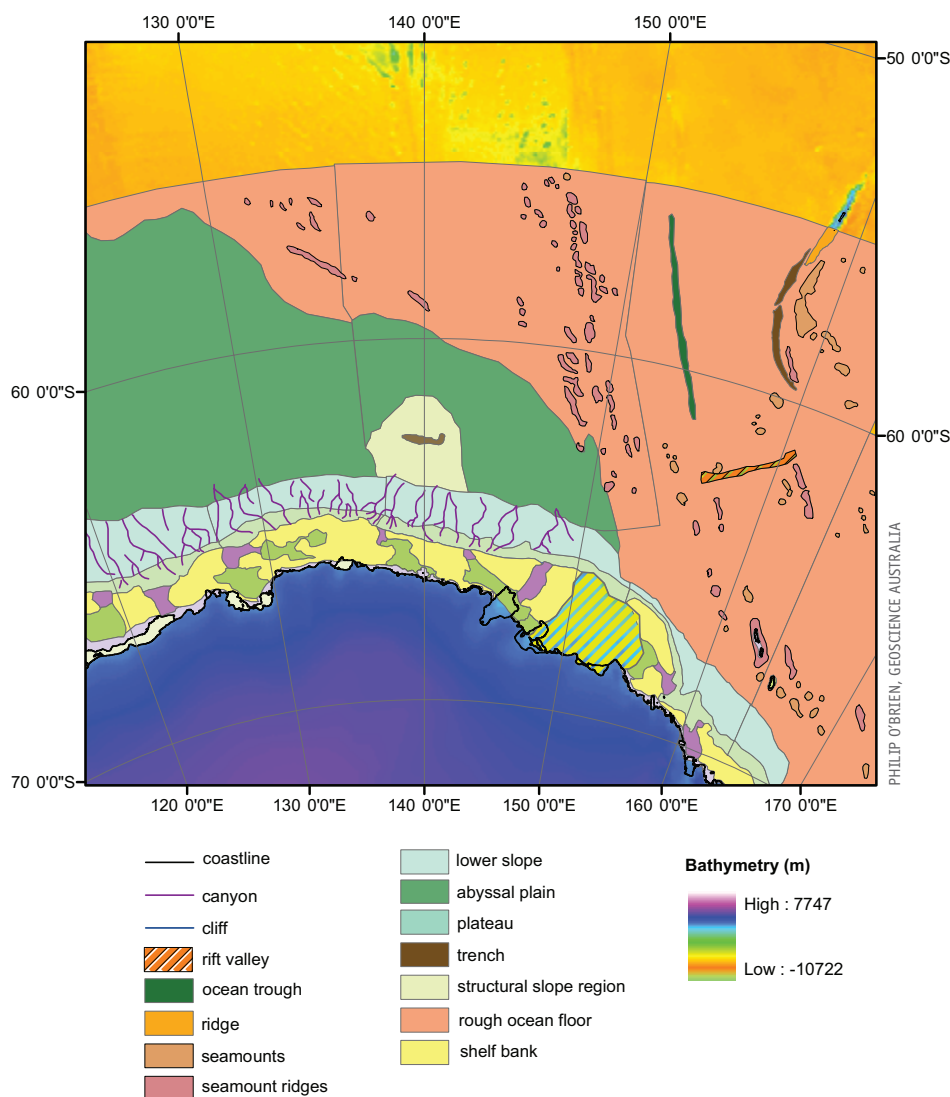 130 0'0"E 140 0'0"E 150 0'0"E
50 0'0"S
60 0'0"S
60 0'0"S
70 0'0"S
120 0'0"E 130 0'0"E 140 0'0"E 150 0'0"E 160 0'0"E 170 0'0"E
PHILIP O'BRIEN, GEOSCIENCE AUSTRALIA
coastline
canyon
cliff
rift valley
ocean trough
ridge
seamounts
seamount ridges
lower slope
abyssal plain
plateau
trench
structural slope region
rough ocean floor
shelf bank
Bathymetry (m)
High : 7747
Low : -10722